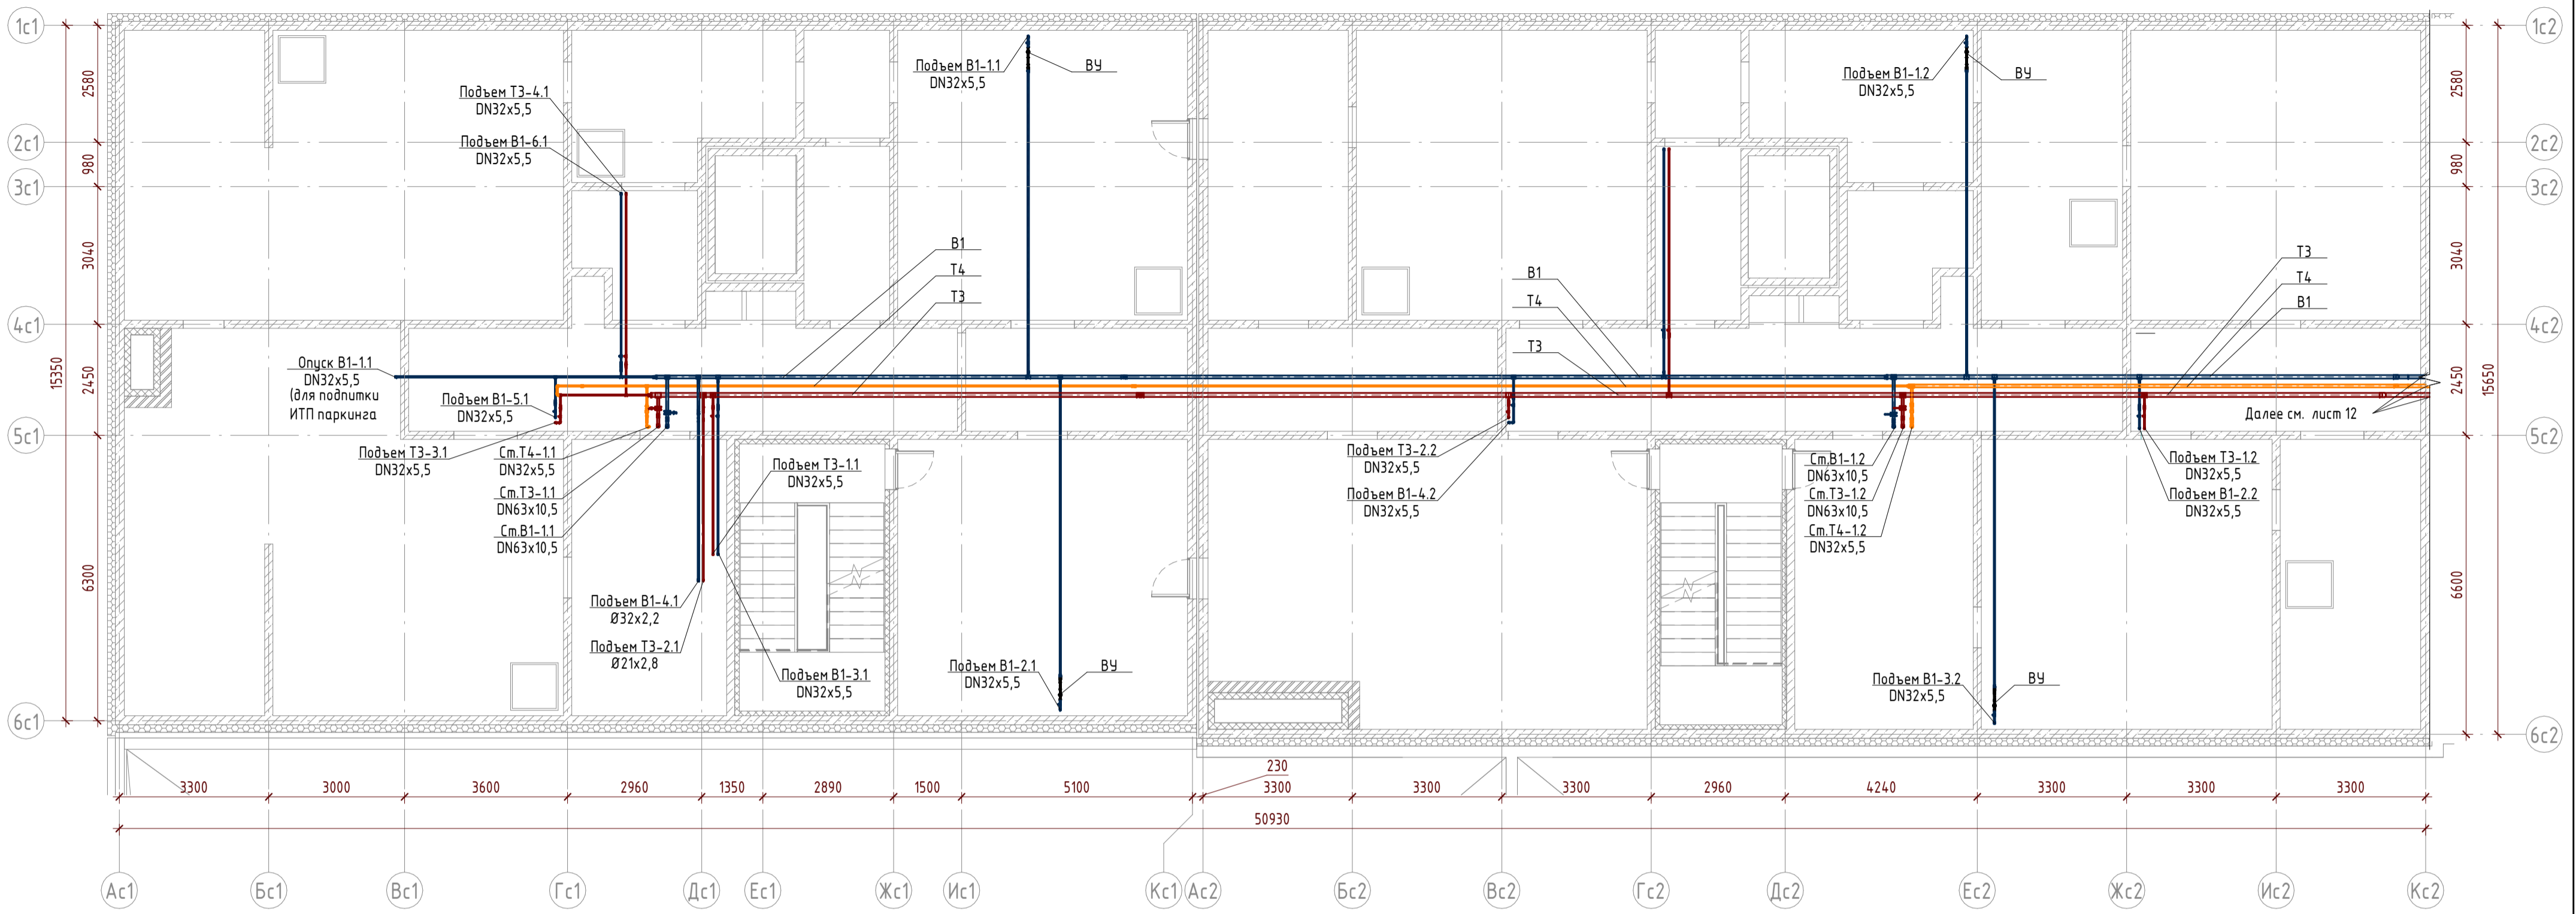 1с1
2с1
3с1
4с1
5с1
6с1
15350
2580
980
3040
2450
6300
Подъем Т3-4.1
DN32x5,5
Подъем В1-6.1
DN32x5,5
Подъем В1-1.1
DN32x5,5
ВУ
В1
Т4
Т3
Опуск В1-1.1
DN32x5,5
(для подпитки
ИТП паркинга
Подъем В1-5.1
DN32x5,5
Подъем Т3-3.1
DN32x5,5
Ст.Т4-1.1
DN32x5,5
Ст.Т3-1.1
DN63x10,5
Ст.В1-1.1
DN63x10,5
Подъем Т3-1.1
DN32x5,5
Подъем В1-4.1
Ø32x2,2
Подъем Т3-2.1
Ø21x2,8
Подъем В1-3.1
DN32x5,5
Подъем В1-2.1
DN32x5,5
ВУ
Подъем В1-1.2
DN32x5,5
ВУ
В1
Т4
Т3
Т3
Т4
В1
Далее см. лист 12
Подъем Т3-2.2
DN32x5,5
Подъем В1-4.2
DN32x5,5
Ст.В1-1.2
DN63x10,5
Ст.Т3-1.2
DN63x10,5
Ст.Т4-1.2
DN32x5,5
Подъем Т3-1.2
DN32x5,5
Подъем В1-2.2
DN32x5,5
Подъем В1-3.2
DN32x5,5
ВУ
2580
980
3040
2450
6600
15650
1с2
2с2
3с2
4с2
5с2
6с2
3300
3000
3600
2960
1350
2890
1500
5100
230
3300
3300
3300
2960
4240
3300
3300
3300
50930
Ас1
Бс1
Вс1
Гс1
Дс1
Ес1
Жс1
Ис1
Кс1
Ас2
Бс2
Вс2
Гс2
Дс2
Ес2
Жс2
Ис2
Кс2